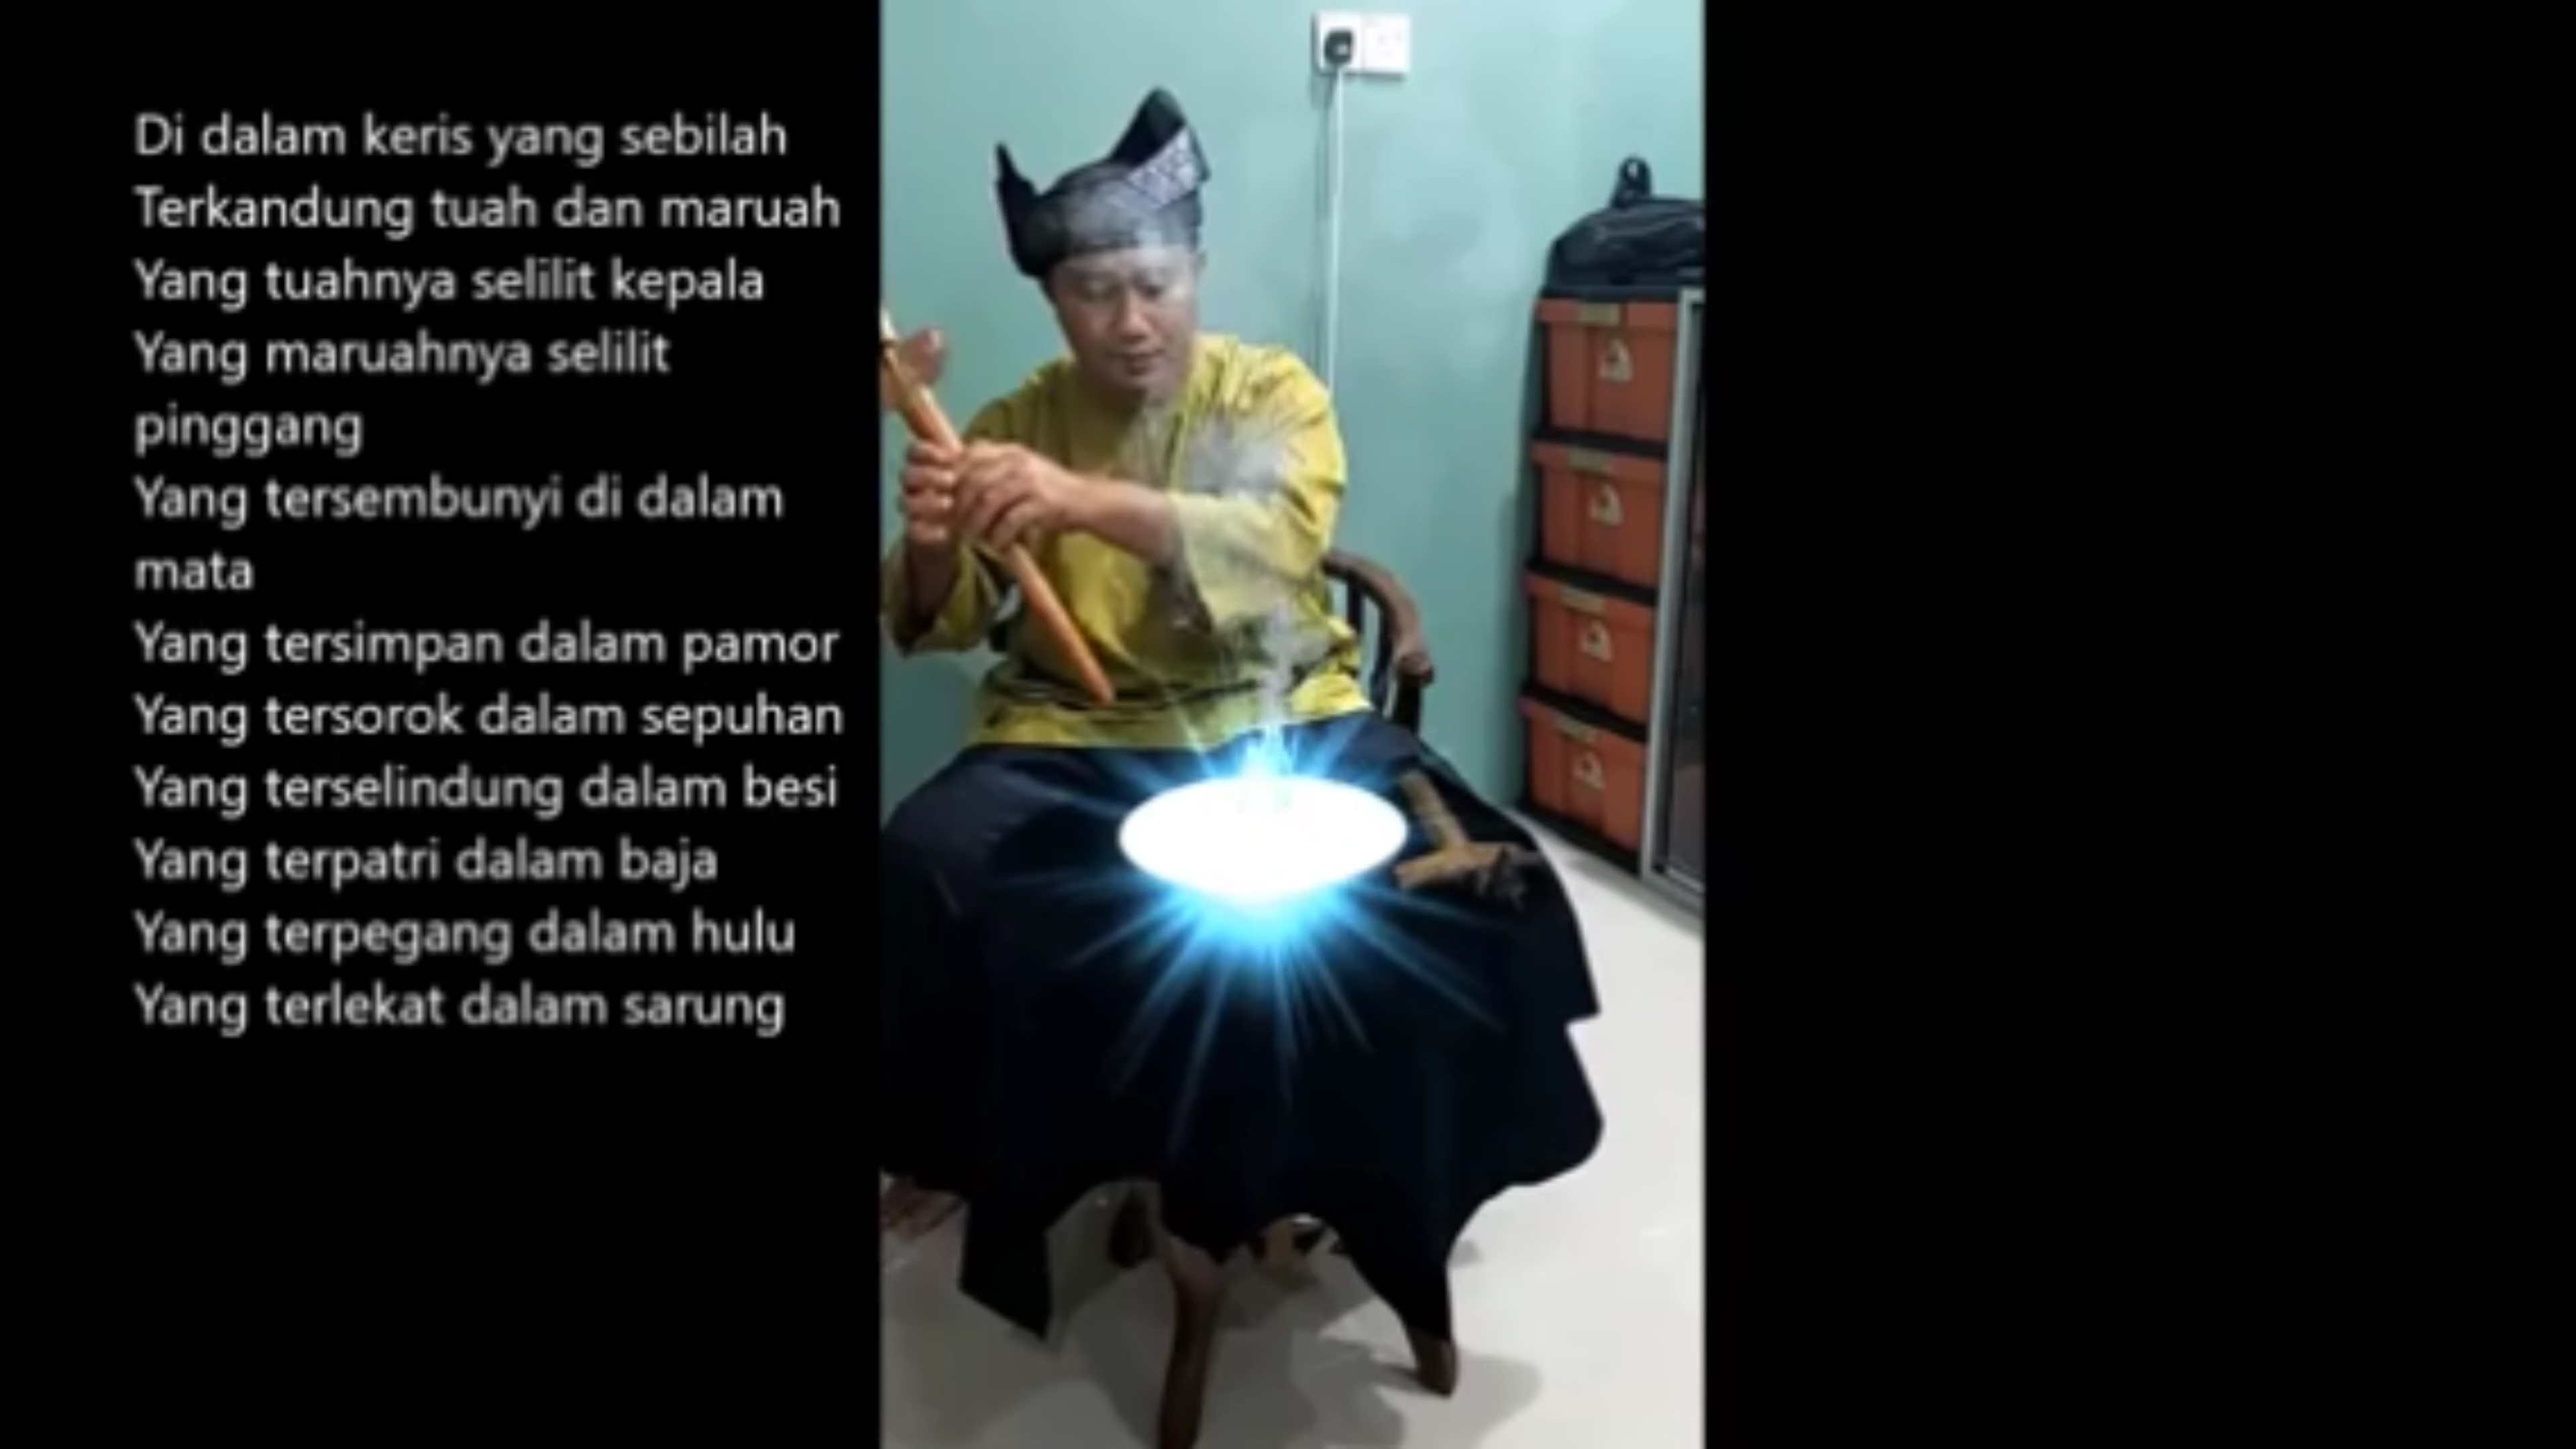 Di dalam keris yang sebilah
Terkandung tuah dan maruah
Yang tuahnya selilit kepala
Yang maruahnya selilit
pinggang
Yang tersembunyi di dalam
mata
Yang tersimpan dalam pamor
Yang tersorok dalam sepuhan
Yang terselindung dalam besi
Yang terpatri dalam baja
Yang terpegang dalam hulu
Yang terlekat dalam sarung